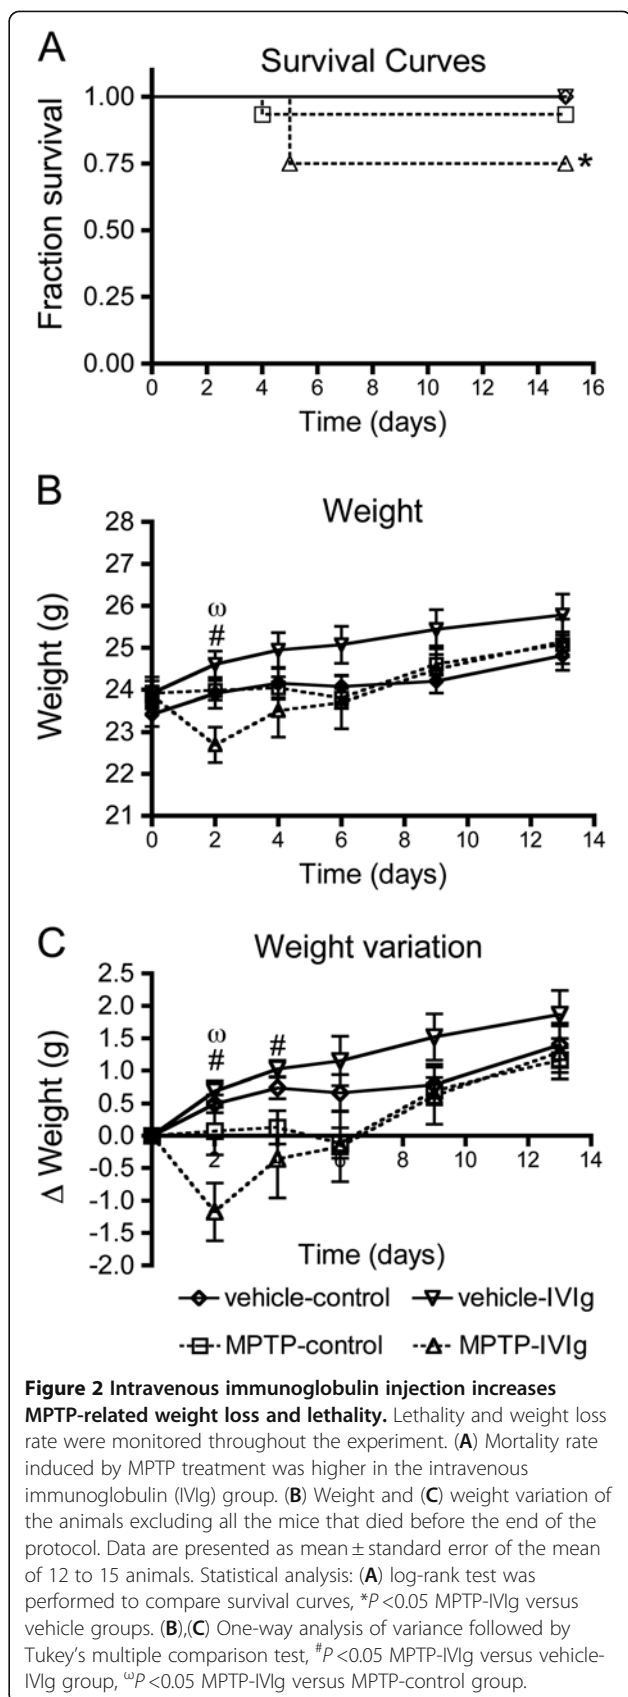 A
Survival Curves
1.00
0.75
0.50
0.25
0.00
Fraction survival
*
0 2 4 6 8 10 12 14 16
Time (days)
B
Weight
28
27
26
25
24
23
22
21
Weight (g)
ω
#
0 2 4 6 8 10 12 14
Time (days)
C
Weight variation
2.5
2.0
1.5
1.0
0.5
0.0
-0.5
-1.0
-1.5
-2.0
Δ Weight (g)
ω
# #
2 6 8 10 12 14
Time (days)
vehicle-control vehicle-IVIg
MPTP-control MPTP-IVIg
Figure 2 Intravenous immunoglobulin injection increases
MPTP-related weight loss and lethality. Lethality and weight loss
rate were monitored throughout the experiment. (A) Mortality rate
induced by MPTP treatment was higher in the intravenous
immunoglobulin (IVIg) group. (B) Weight and (C) weight variation of
the animals excluding all the mice that died before the end of the
protocol. Data are presented as mean ± standard error of the mean
of 12 to 15 animals. Statistical analysis: (A) log-rank test was
performed to compare survival curves, *P <0.05 MPTP-IVIg versus
vehicle groups. (B),(C) One-way analysis of variance followed by
Tukey's multiple comparison test, #P <0.05 MPTP-IVIg versus vehicle-
IVIg group, ωP <0.05 MPTP-IVIg versus MPTP-control group.